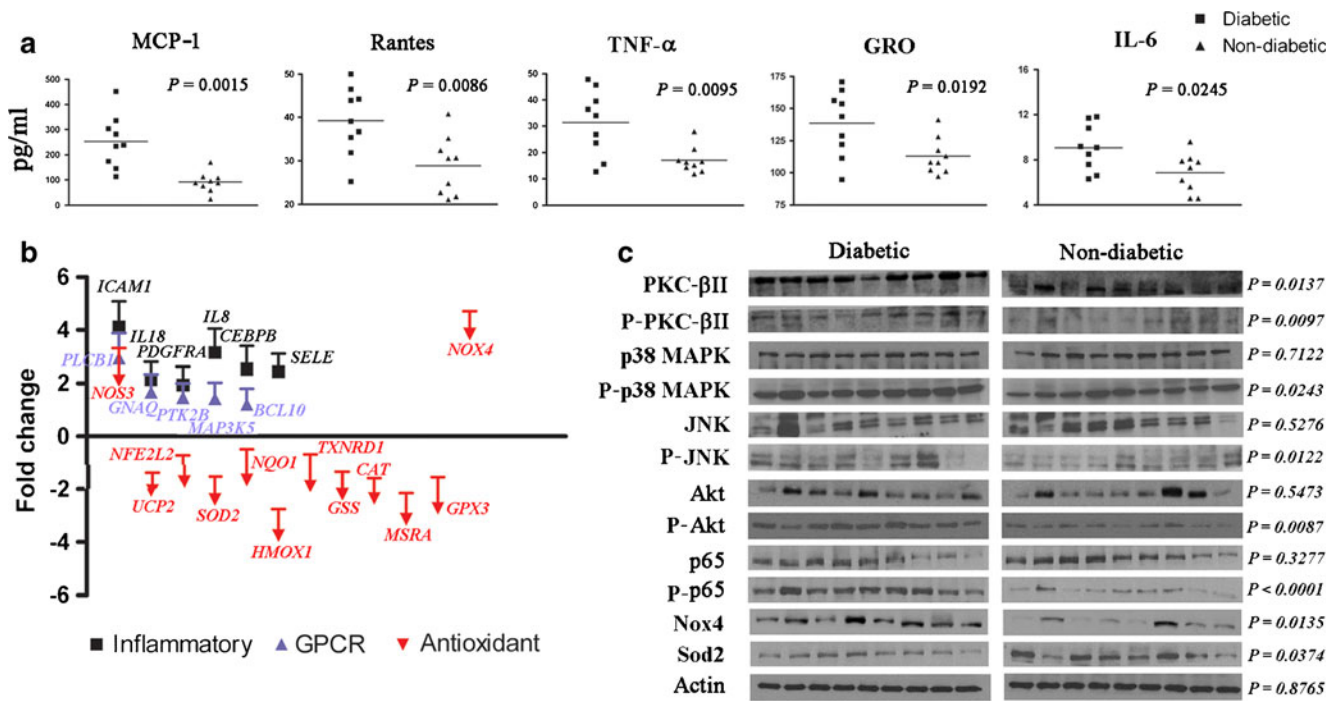 a
MCP-1
Rantes
TNF-α
GRO
IL-6
Diabetic
Non-diabetic
pg/ml
500
400
300
200
100
0
P = 0.0015
50
40
30
20
P = 0.0086
50
40
30
20
10
0
P = 0.0095
175
150
125
100
75
P = 0.0192
16
12
8
4
P = 0.0245
b
Fold change
6
4
2
0
-2
-4
-6
ICAM1
IL18
PDGFRA
IL8
CEBPB
SELE
NOX4
PLCB1
NOS3
GNAQ
PTK2B
MAP3K5
BCL10
NFE2L2
UCP2
SOD2
NQO1
HMOX1
TXNRD1
GSS
CAT
MSRA
GPX3
Inflammatory
GPCR
Antioxidant
c
Diabetic
Non-diabetic
PKC-βII P = 0.0137
P-PKC-βII P = 0.0097
p38 MAPK P = 0.7122
P-p38 MAPK P = 0.0243
JNK P = 0.5276
P-JNK P = 0.0122
Akt P = 0.5473
P-Akt P = 0.0087
p65 P = 0.3277
P-p65 P < 0.0001
Nox4 P = 0.0135
Sod2 P = 0.0374
Actin P = 0.8765